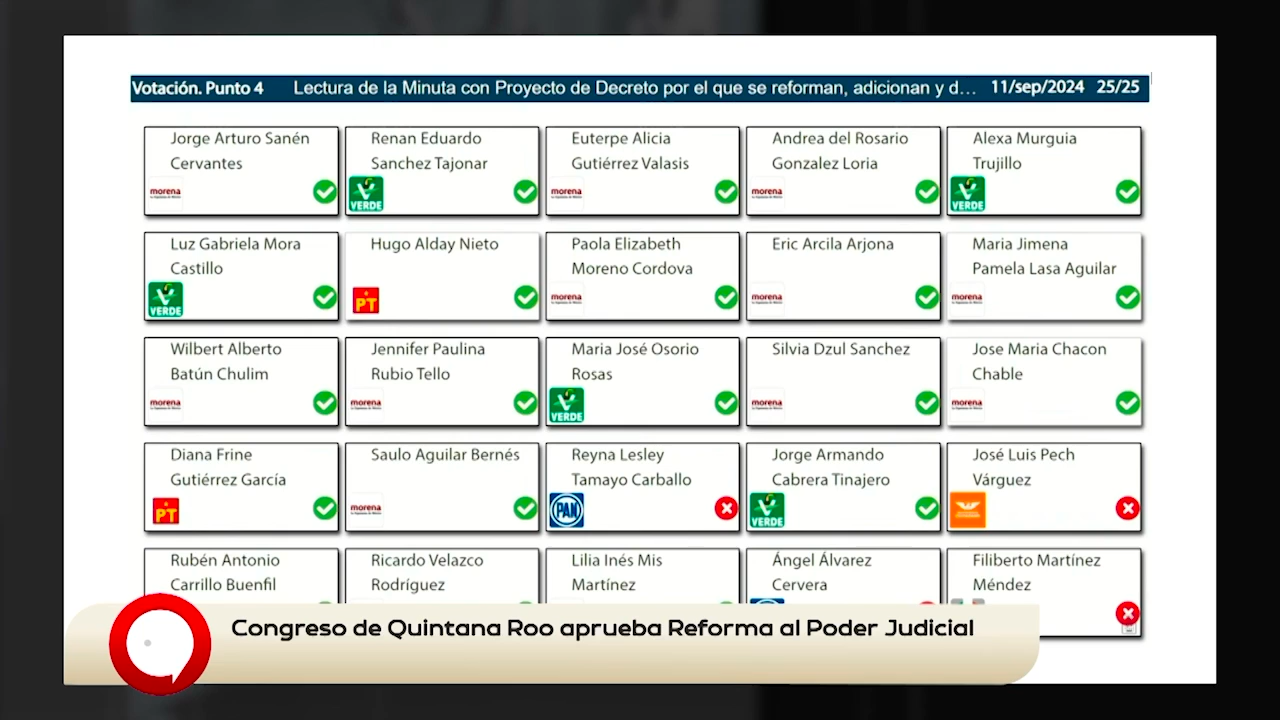 Votación. Punto 4 Lectura de la Minuta con Proyecto de Decreto por el que se reforman, adicionan y d... 11/sep/2024 25/25
Jorge Arturo Sanén
Cervantes
morena
Renan Eduardo
Sanchez Tajonar
VERDE
Euterpe Alicia
Gutiérrez Valasis
morena
Andrea del Rosario
Gonzalez Loria
morena
Alexa Murguia
Trujillo
VERDE
Luz Gabriela Mora
Castillo
VERDE
Hugo Alday Nieto
PT
Paola Elizabeth
Moreno Cordova
morena
Eric Arcila Arjona
morena
Maria Jimena
Pamela Lasa Aguilar
morena
Wilbert Alberto
Batún Chulim
morena
Jennifer Paulina
Rubio Tello
morena
Maria José Osorio
Rosas
VERDE
Silvia Dzul Sanchez
morena
Jose Maria Chacon
Chable
morena
Diana Frine
Gutiérrez García
PT
Saulo Aguilar Bernés
morena
Reyna Lesley
Tamayo Carballo
PAN
Jorge Armando
Cabrera Tinajero
VERDE
José Luis Pech
Várguez
Rubén Antonio
Carrillo Buenfil
Ricardo Velazco
Rodríguez
Lilia Inés Mis
Martínez
Ángel Álvarez
Cervera
Filiberto Martínez
Méndez
Congreso de Quintana Roo aprueba Reforma al Poder Judicial